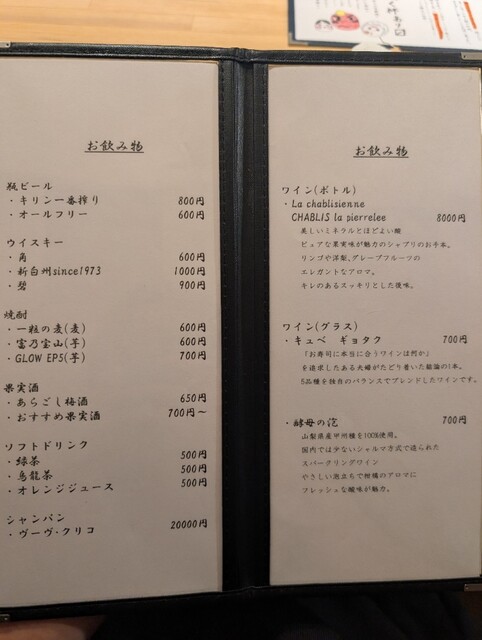 お飲み物
瓶ビール
・キリン一番搾り 800円
・オールフリー 600円
ウイスキー
・角 600円
・新白州since1973 1000円
・碧 900円
焼酎
・一粒の麦(麦) 600円
・富乃宝山(芋) 600円
・GLOW EP5(芋) 700円
果実酒
・あらごし梅酒 650円
・おすすめ果実酒 700円～
ソフトドリンク
・緑茶 500円
・烏龍茶 500円
・オレンジジュース 500円
シャンパン
・ヴーヴ・クリコ 20000円
お飲み物
ワイン(ボトル)
・La chablisienne
CHABLIS la pierrelee 8000円
美しいミネラルとほどよい酸
ピュアな果実味が魅力のシャブリのお手本。
リンゴや洋梨、グレープフルーツの
エレガントなアロマ。
キレのあるスッキリとした後味。
ワイン(グラス)
・キュベ ギョタク 700円
「お寿司に本当に合うワインは何か」
を追求したある夫婦がたどり着いた結論の1本。
5品種を独自のバランスでブレンドしたワインです。
・酵母の泡 700円
山梨県産甲州種を100%使用。
国内では少ないシャルマ方式で造られた
スパークリングワイン
やさしい泡立ちで柑橘のアロマに
フレッシュな酸味が魅力。